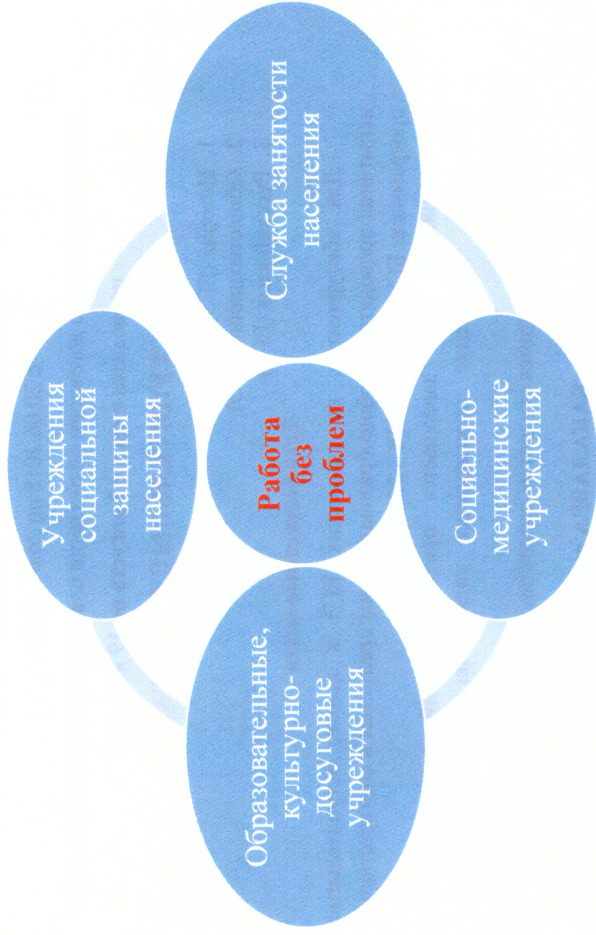 Учреждения
социальной
защиты
населения
Образовательные,
культурно-
досуговые
учреждения
Работа
без
проблем
Служба занятости
населения
Социально-
медицинские
учреждения